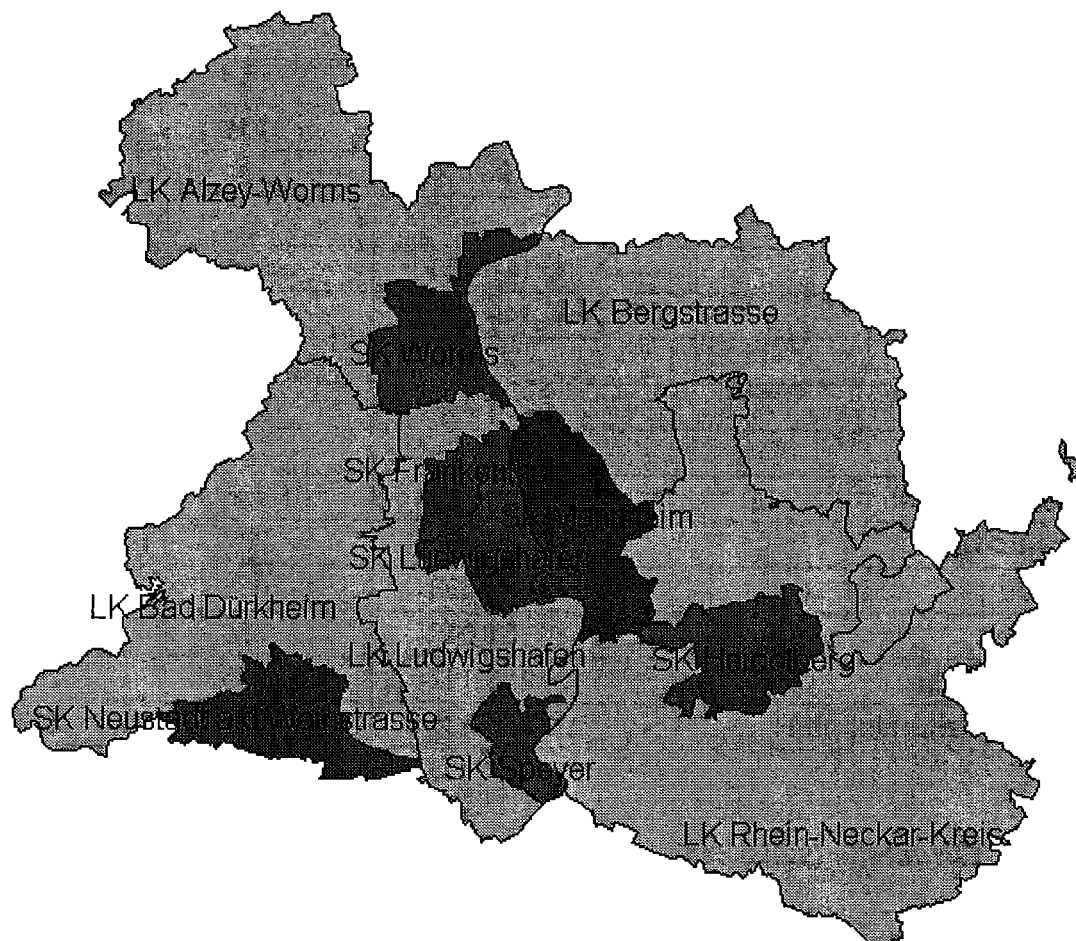 LK Alzey-Worms
LK Bergstrasse
SK Worms
SK Frankenthal
SK Mannheim
SK Ludwigshafen
LK Bad Dürkheim
LK Ludwigshafen
SK Heidelberg
SK Neustadt a.d.Weinstrasse
SK Speyer
LK Rhein-Neckar-Kreis